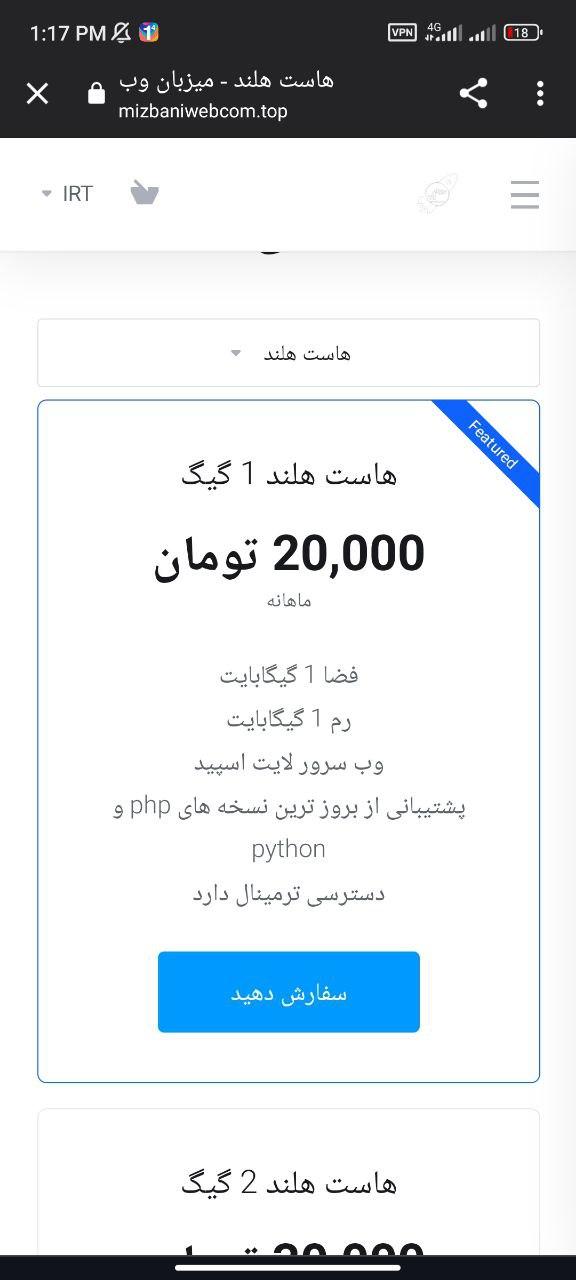 1:17 PM
VPN
4G
18
هاست هلند - میزبان وب
mizbaniwebcom.top
IRT
هاست هلند
Featured
هاست هلند 1 گیگ
20,000 تومان
ماهانه
فضا 1 گیگابایت
رم 1 گیگابایت
وب سرور لایت اسپید
پشتیبانی از بروز ترین نسخه های php و
python
دسترسی ترمینال دارد
سفارش دهید
هاست هلند 2 گیگ